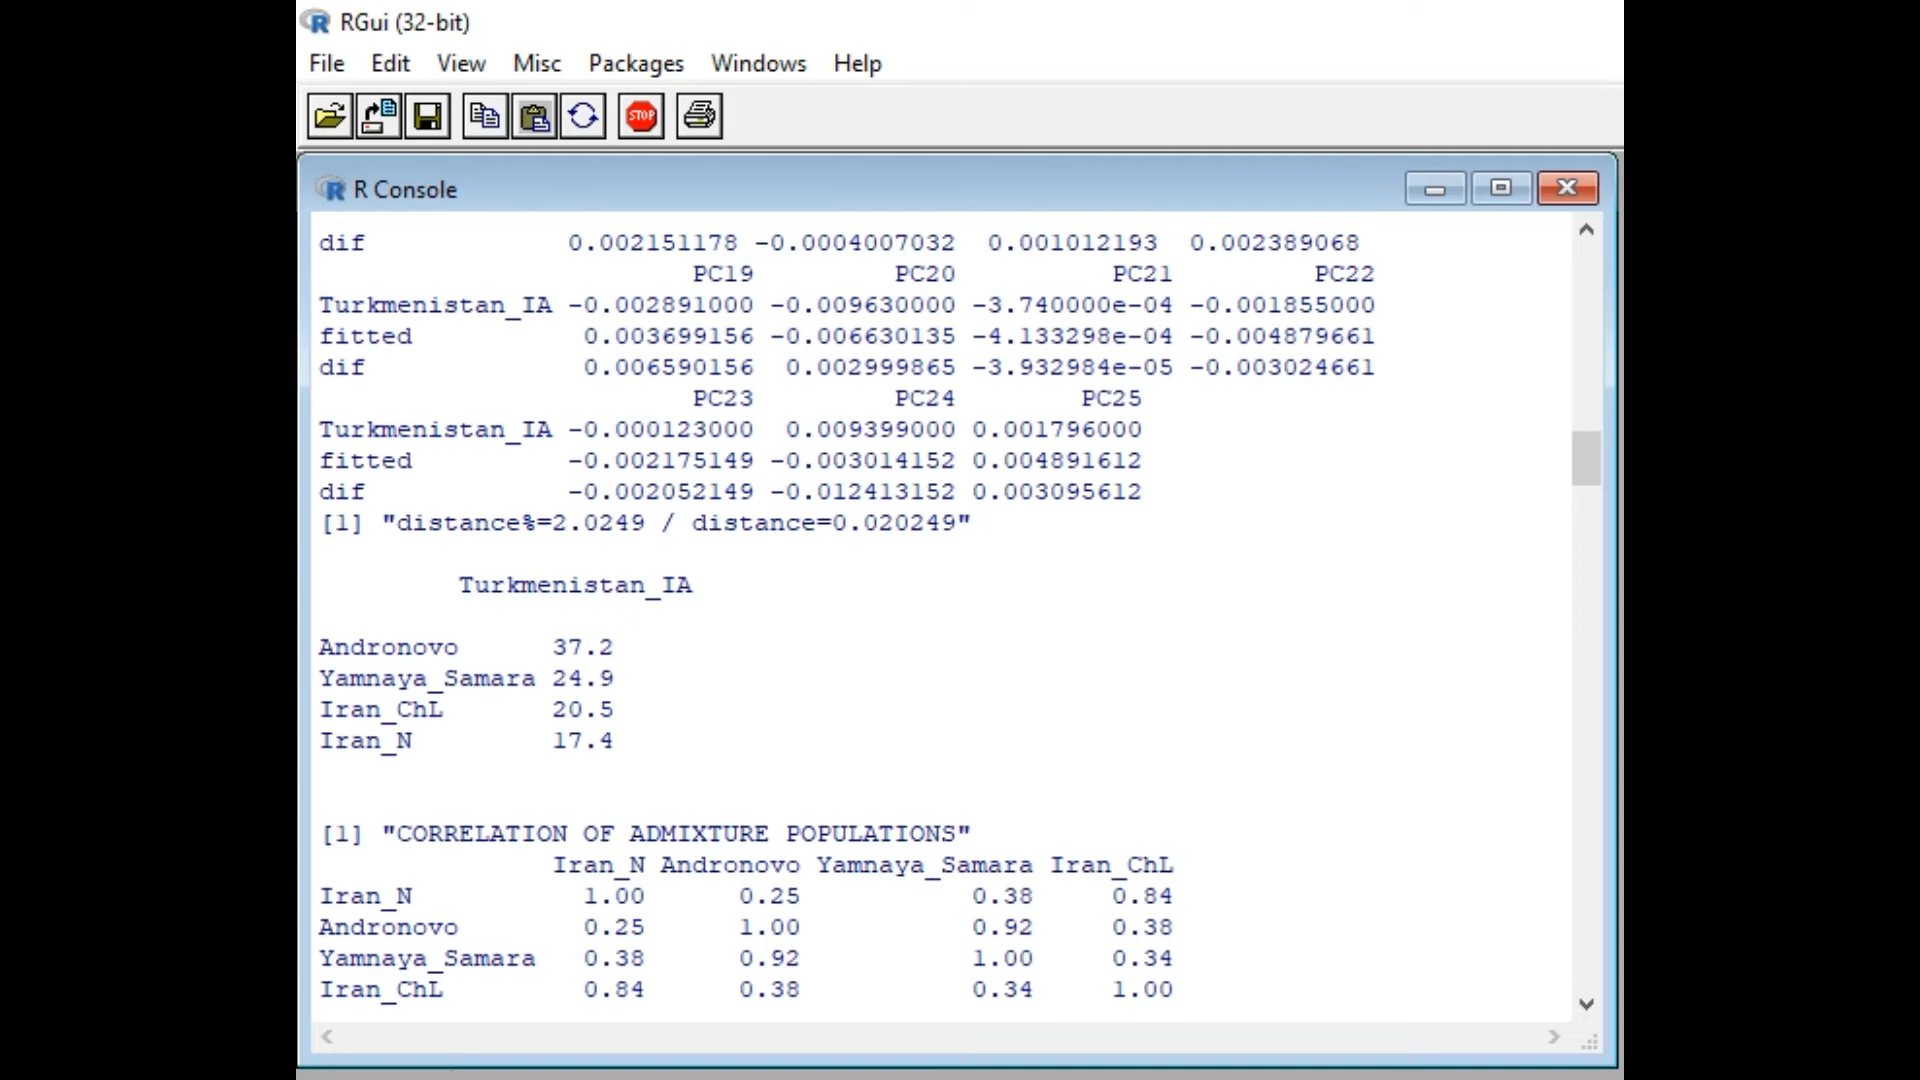 RGui (32-bit)
File Edit View Misc Packages Windows Help
STOP
R Console
dif 0.002151178 -0.0004007032 0.001012193 0.002389068
PC19 PC20 PC21 PC22
Turkmenistan_IA -0.002891000 -0.009630000 -3.740000e-04 -0.001855000
fitted 0.003699156 -0.006630135 -4.133298e-04 -0.004879661
dif 0.006590156 0.002999865 -3.932984e-05 -0.003024661
PC23 PC24 PC25
Turkmenistan_IA -0.000123000 0.009399000 0.001796000
fitted -0.002175149 -0.003014152 0.004891612
dif -0.002052149 -0.012413152 0.003095612
[1] "distance%=2.0249 / distance=0.020249"
Turkmenistan_IA
Andronovo 37.2
Yamnaya_Samara 24.9
Iran_ChL 20.5
Iran_N 17.4
[1] "CORRELATION OF ADMIXTURE POPULATIONS"
Iran_N Andronovo Yamnaya_Samara Iran_ChL
Iran_N 1.00 0.25 0.38 0.84
Andronovo 0.25 1.00 0.92 0.38
Yamnaya_Samara 0.38 0.92 1.00 0.34
Iran_ChL 0.84 0.38 0.34 1.00